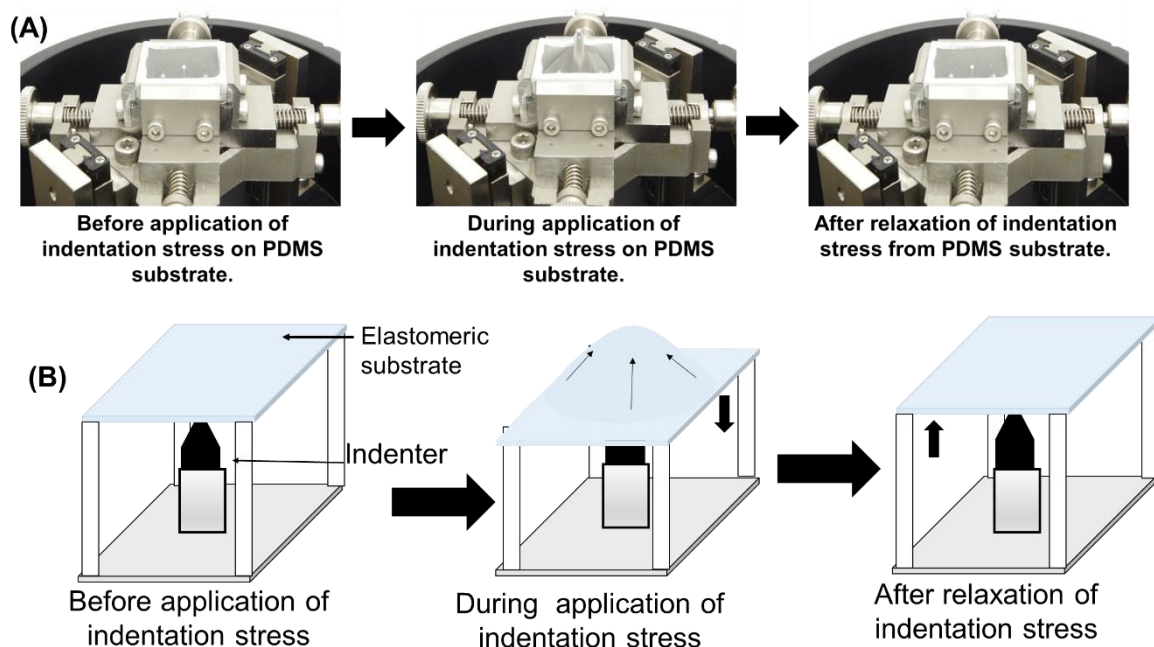 (A)
Before application of
indentation stress on PDMS
substrate.
During application of
indentation stress on PDMS
substrate.
After relaxation of indentation
stress from PDMS substrate.
(B)
Elastomeric
substrate
Indenter
Before application of
indentation stress
During application of
indentation stress
After relaxation of
indentation stress